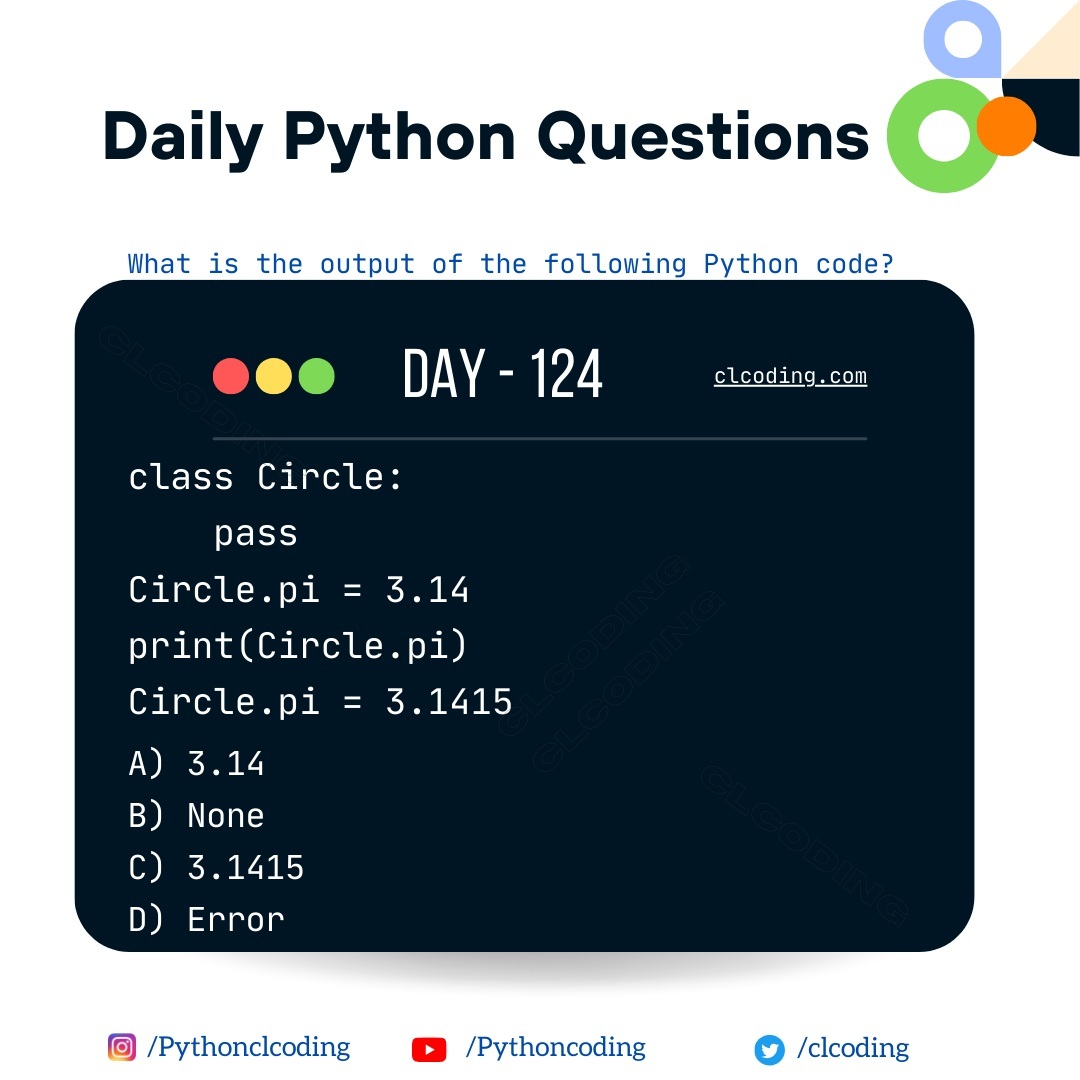 Daily Python Questions
What is the output of the following Python code?
DAY - 124
clcoding.com
class Circle:
    pass
Circle.pi = 3.14
print(Circle.pi)
Circle.pi = 3.1415
A) 3.14
B) None
C) 3.1415
D) Error
CLCODING
CLCODING
CLCODING
CLCODING
/Pythonclcoding
/Pythoncoding
/clcoding